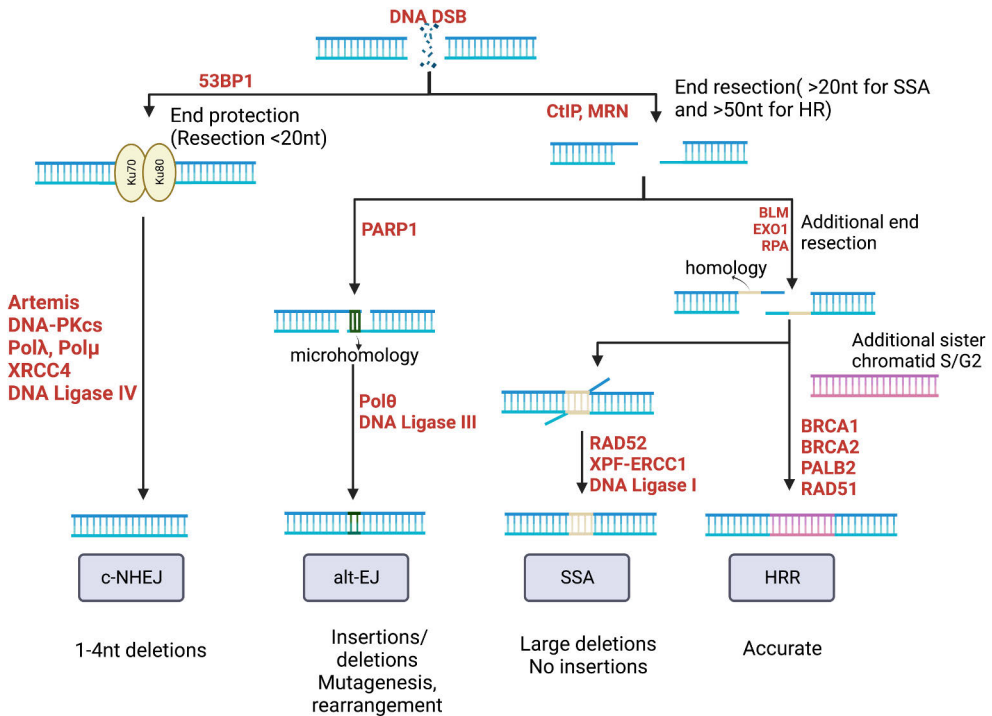 DNA DSB
53BP1
End protection
(Resection <20nt)
Ku70
Ku80
CtIP, MRN
End resection( >20nt for SSA
and >50nt for HR)
PARP1
BLM
EXO1
RPA
Additional end
resection
homology
microhomology
Additional sister
chromatid S/G2
Artemis
DNA-PKcs
Polλ, Polμ
XRCC4
DNA Ligase IV
Polθ
DNA Ligase III
RAD52
XPF-ERCC1
DNA Ligase I
BRCA1
BRCA2
PALB2
RAD51
c-NHEJ
alt-EJ
SSA
HRR
1-4nt deletions
Insertions/
deletions
Mutagenesis,
rearrangement
Large deletions
No insertions
Accurate